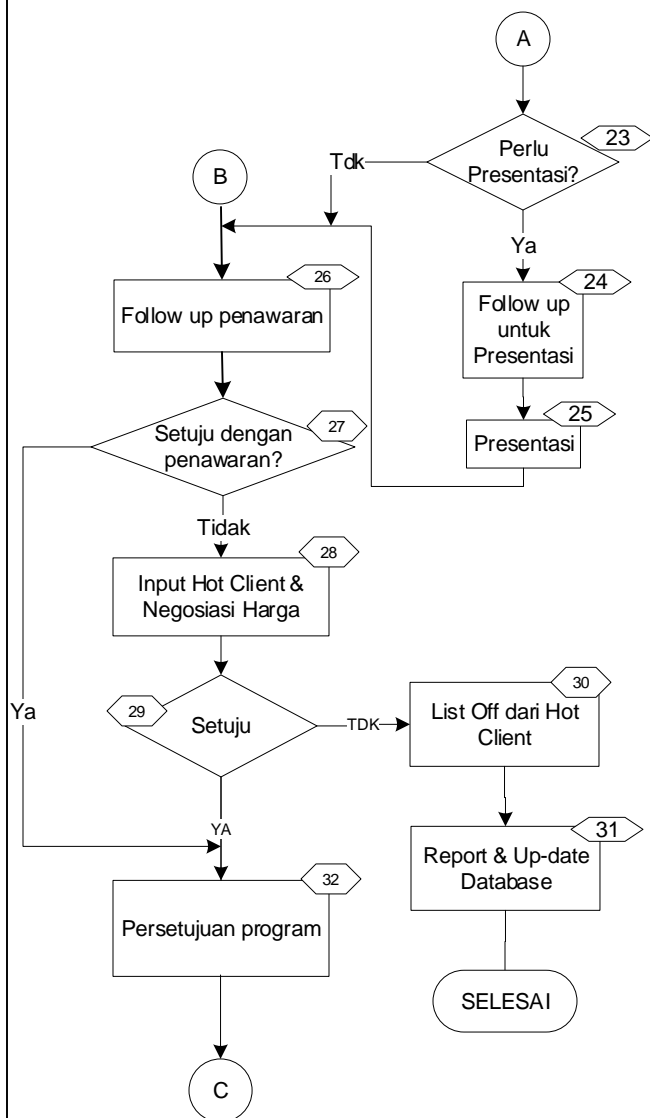 A
23
Perlu
Presentasi?
Tdk
B
Ya
26
Follow up penawaran
24
Follow up
untuk
Presentasi
27
Setuju dengan
penawaran?
25
Presentasi
Tidak
28
Input Hot Client &
Negosiasi Harga
Ya
29
Setuju
TDK
30
List Off dari Hot
Client
YA
31
Report & Up-date
Database
32
Persetujuan program
SELESAI
C